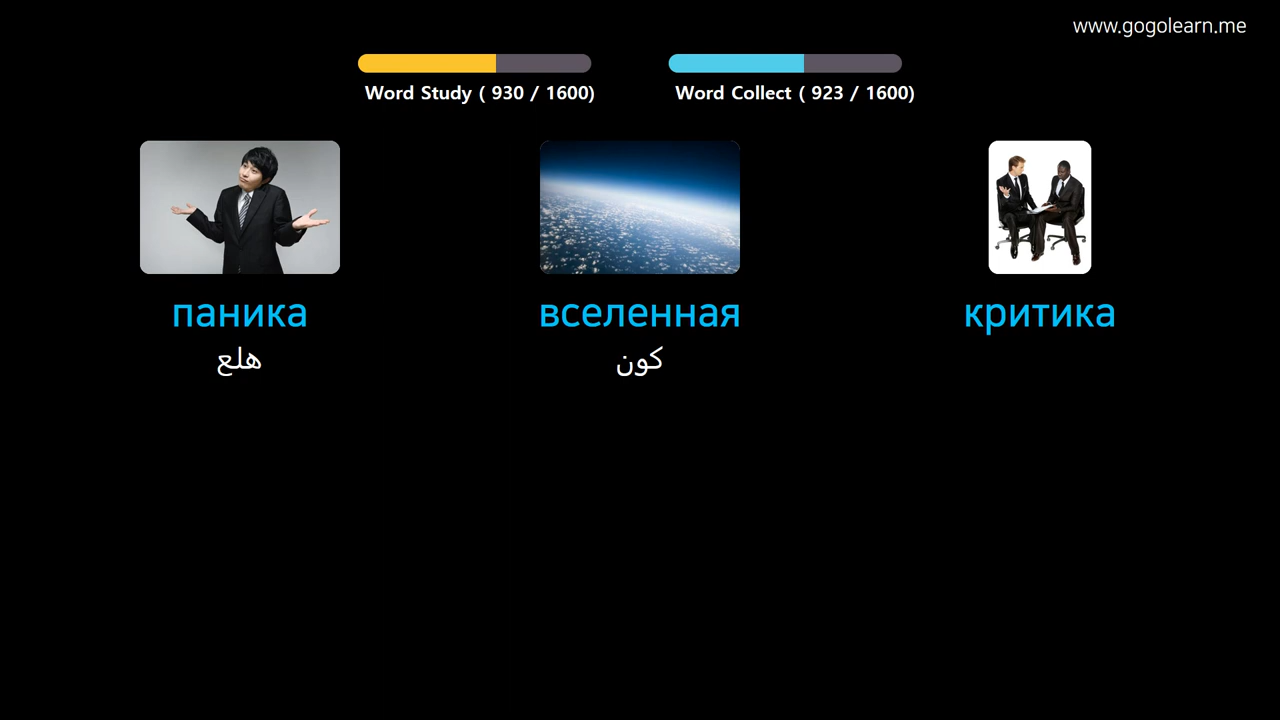 www.gogolearn.me
Word Study ( 930 / 1600)
Word Collect ( 923 / 1600)
паника
вселенная
критика
هلع
كون